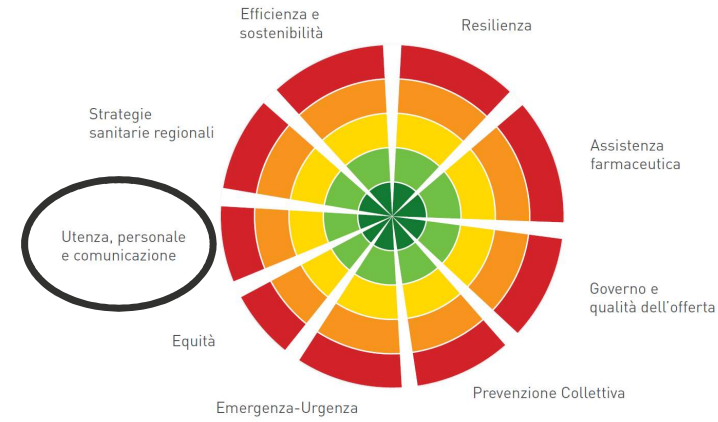 Efficienza e
sostenibilità
Resilienza
Strategie
sanitarie regionali
Assistenza
farmaceutica
Utenza, personale
e comunicazione
Governo e
qualità dell'offerta
Equità
Prevenzione Collettiva
Emergenza-Urgenza